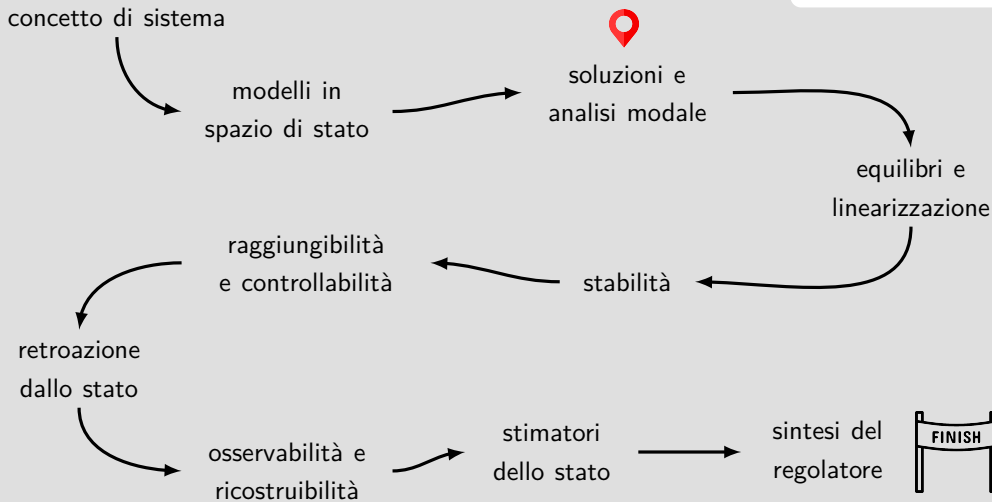 concetto di sistema
modelli in
spazio di stato
soluzioni e
analisi modale
equilibri e
linearizzazione
stabilità
raggiungibilità
e controllabilità
retroazione
dallo stato
osservabilità e
ricostruibilità
stimatori
dello stato
sintesi del
regolatore
FINISH